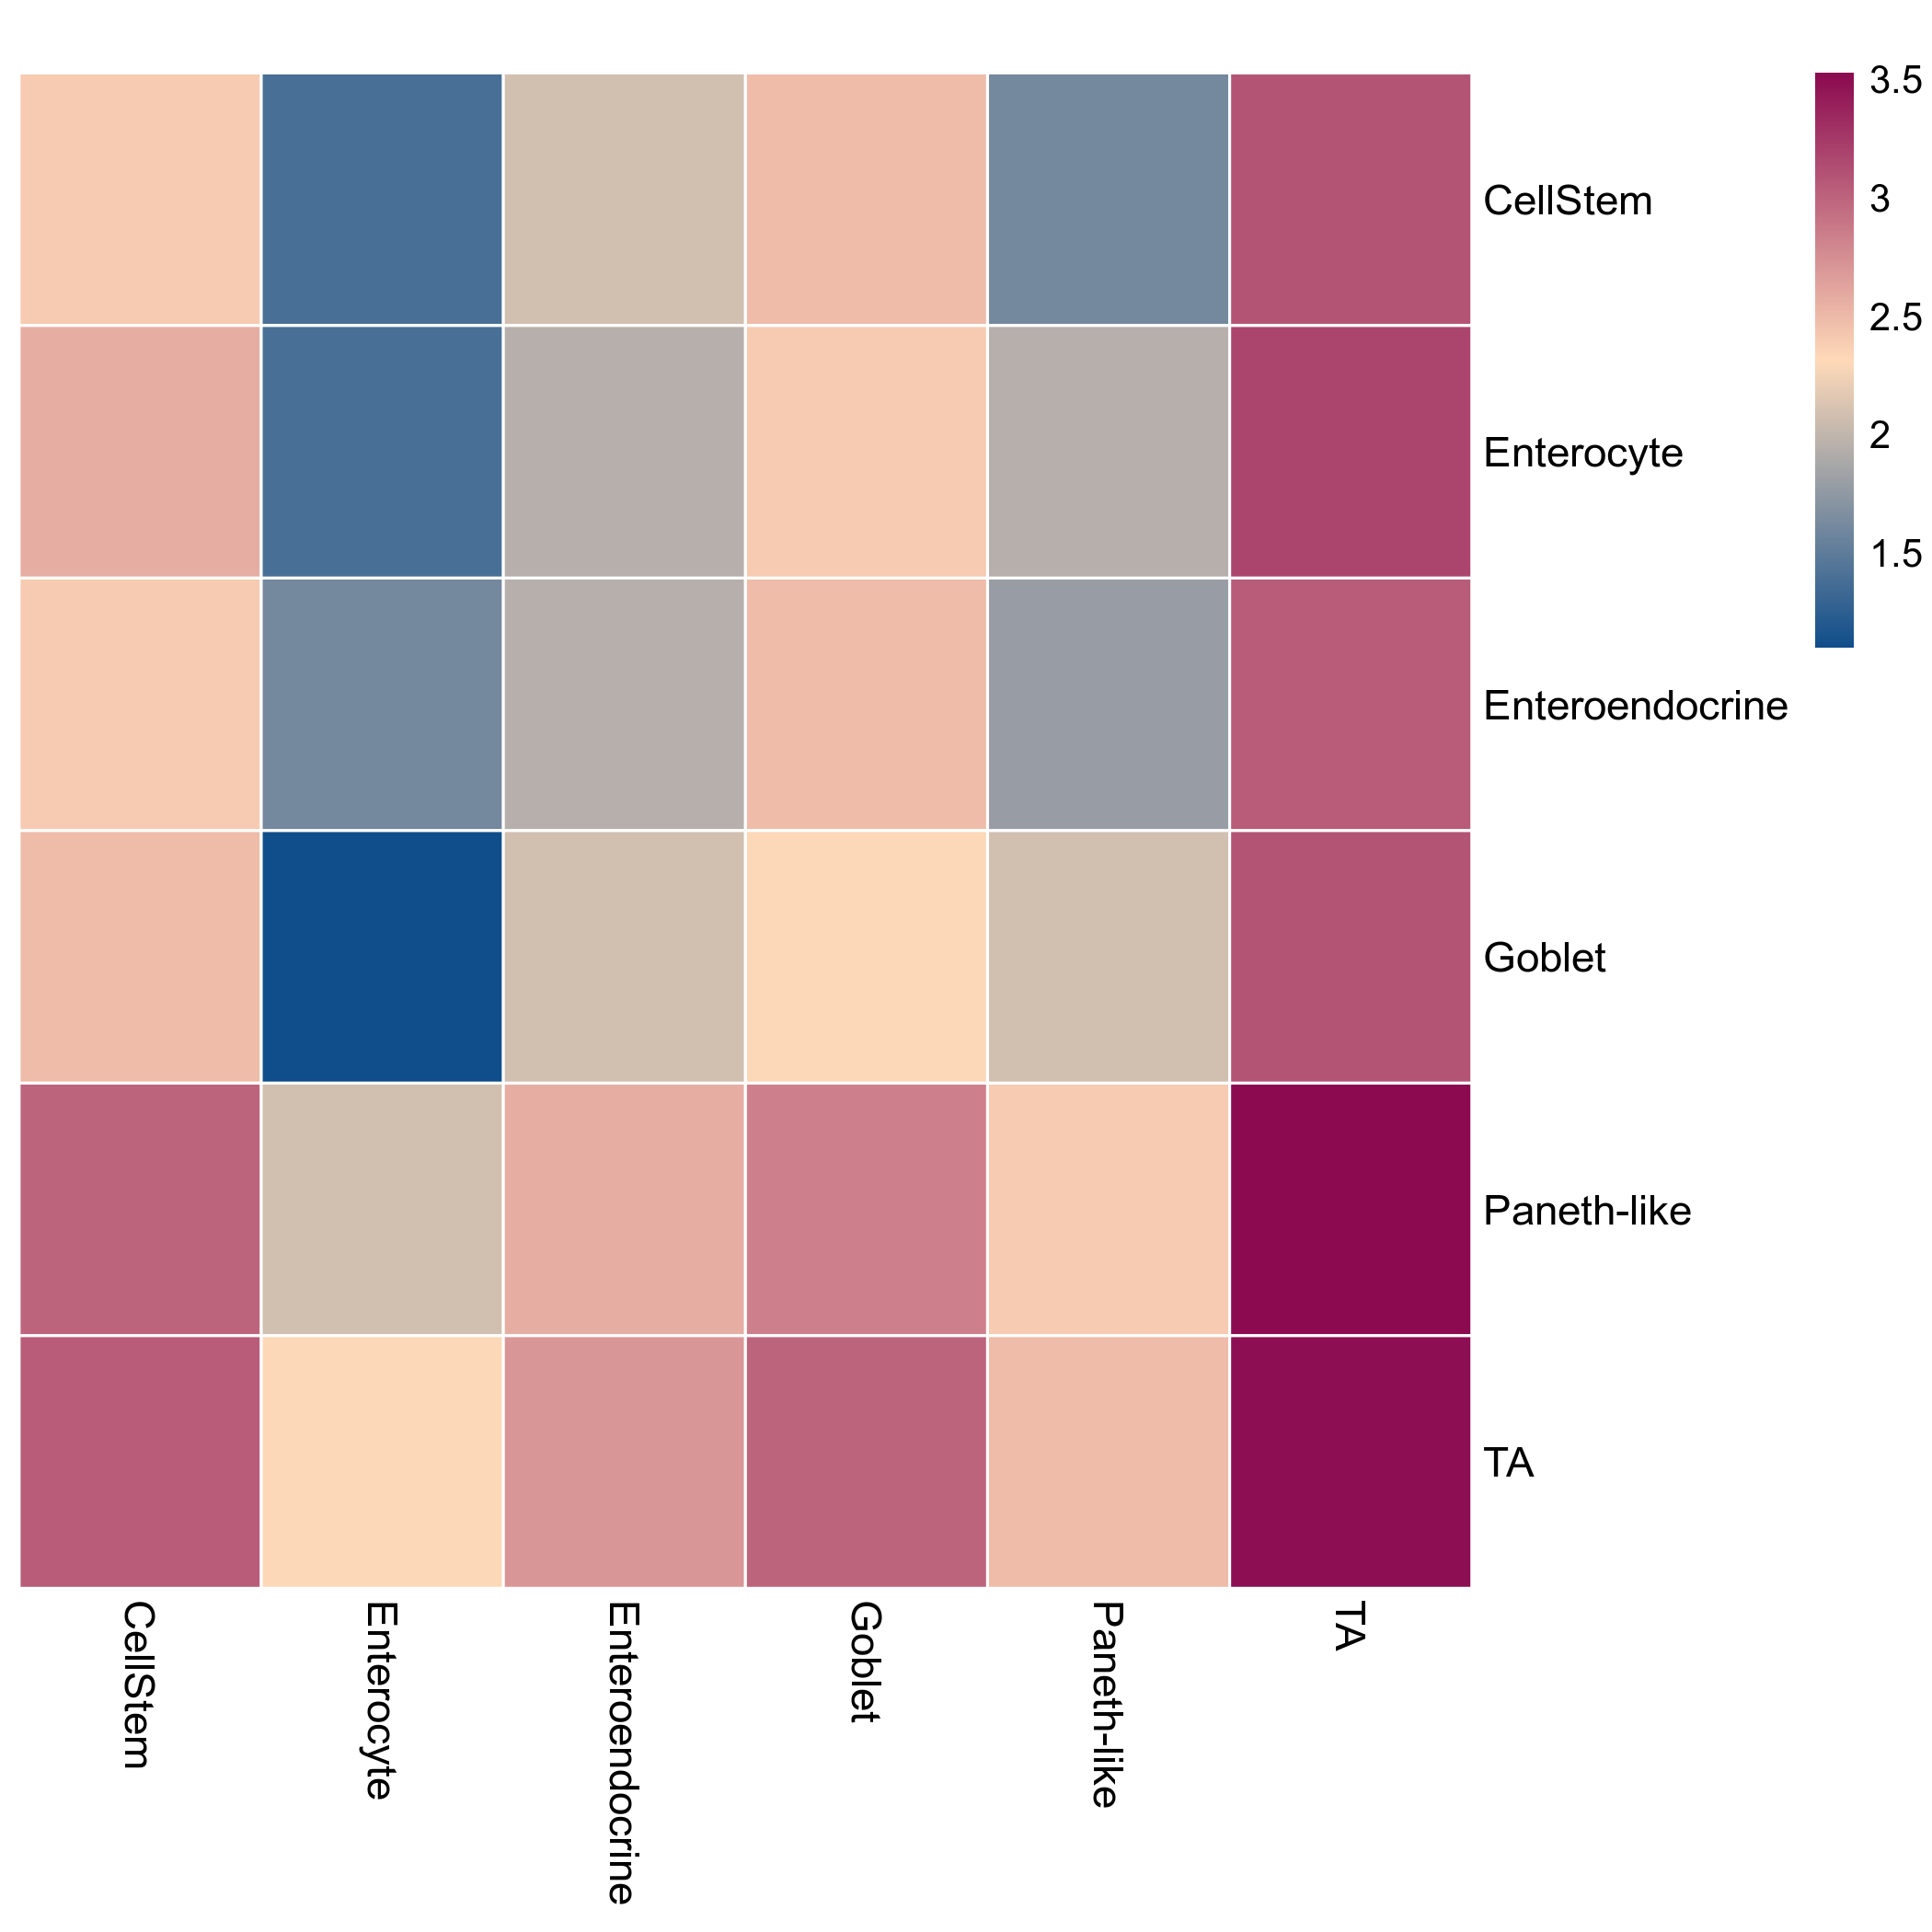 3.5
3
2.5
2
1.5
CellStem
Enterocyte
Enteroendocrine
Goblet
Paneth-like
TA
CellStem
Enterocyte
Enteroendocrine
Goblet
Paneth-like
TA